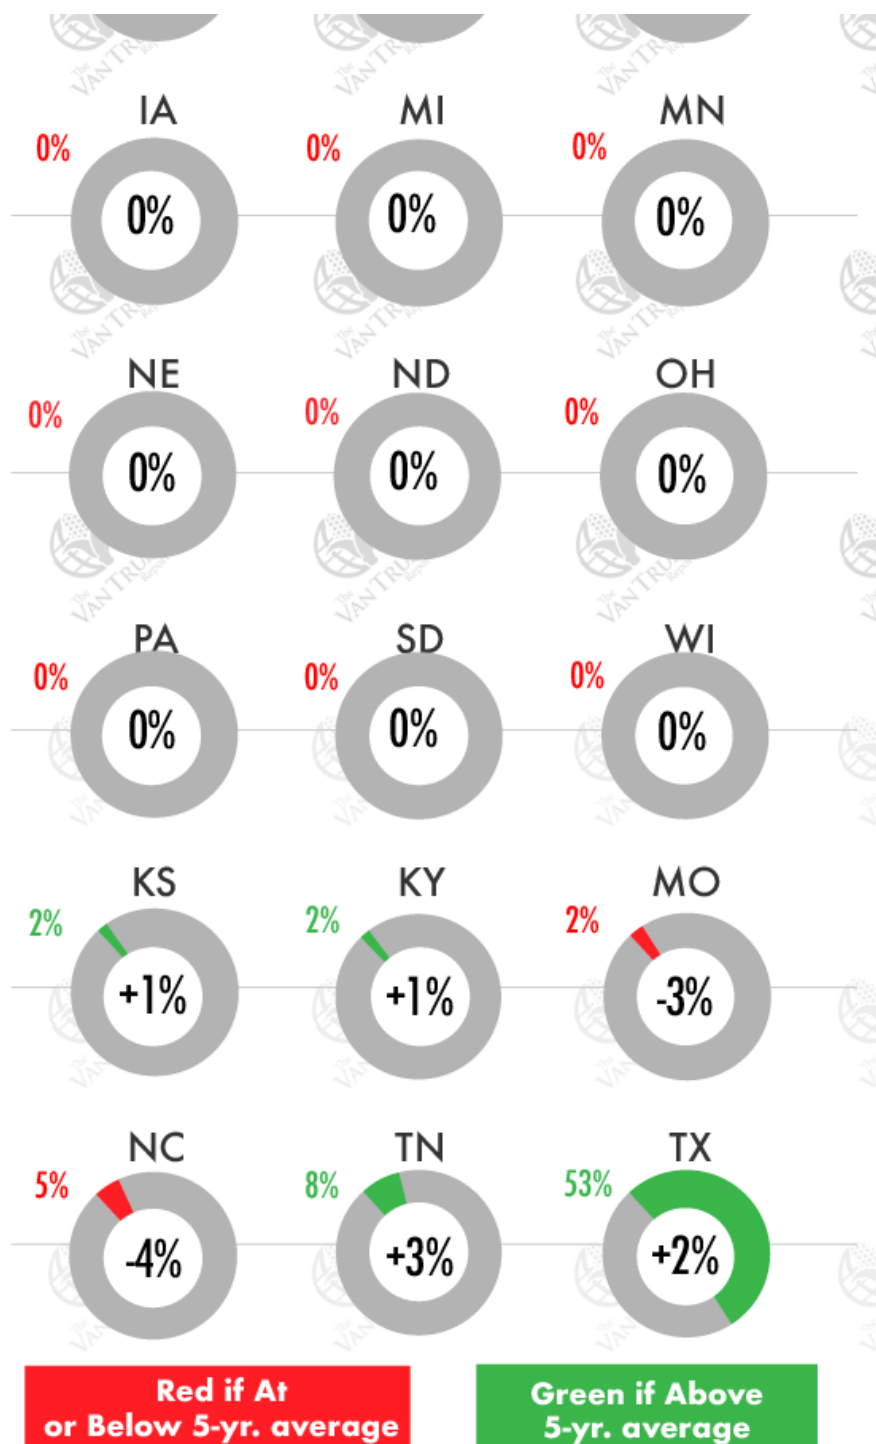 IA MI MN
0% 0% 0%
0% 0% 0%
NE ND OH
0% 0% 0%
0% 0% 0%
PA SD WI
0% 0% 0%
0% 0% 0%
KS KY MO
2% 2% 2%
+1% +1% -3%
NC TN TX
5% 8% 53%
-4% +3% +2%
Red if At
or Below 5-yr. average
Green if Above
5-yr. average